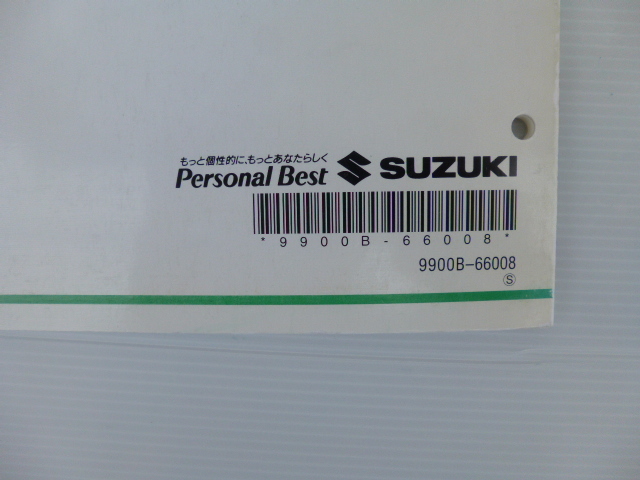 もっと個性的に、もっとあなたらしく
Personal Best SUZUKI
*9900B-66008*
9900B-66008
Ⓢ